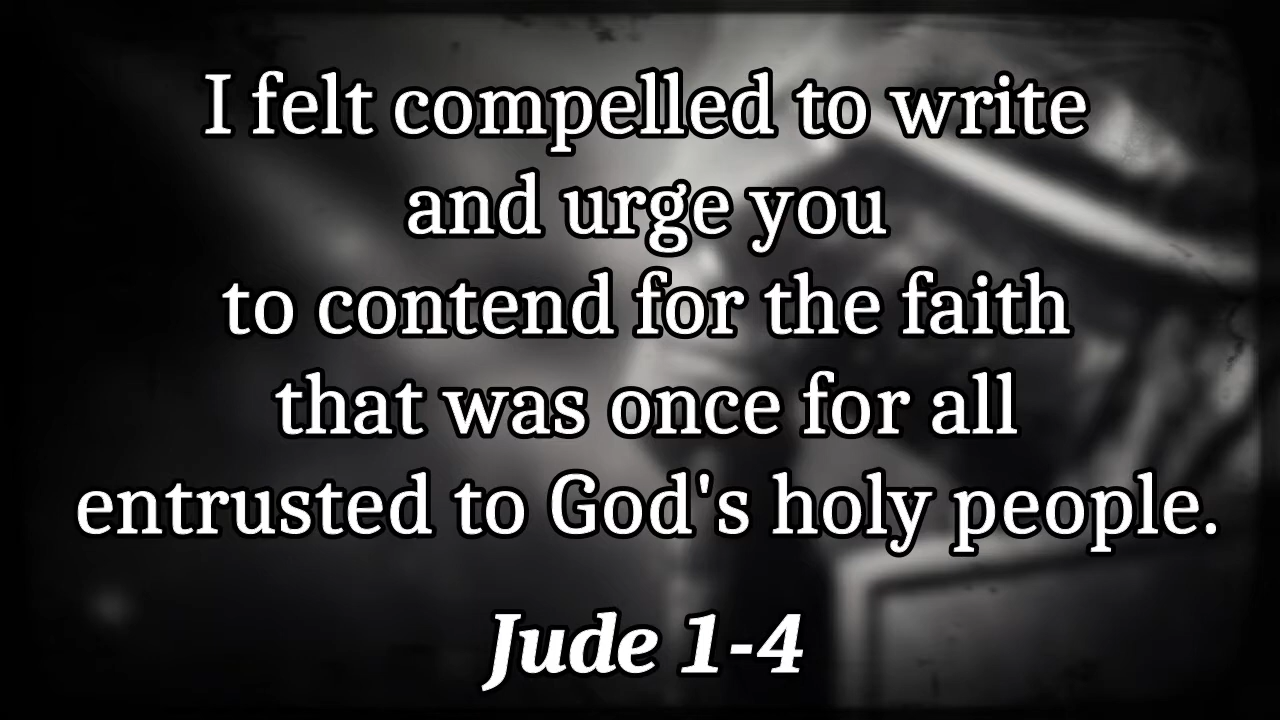 I felt compelled to write
and urge you
to contend for the faith
that was once for all
entrusted to God's holy people.
Jude 1-4